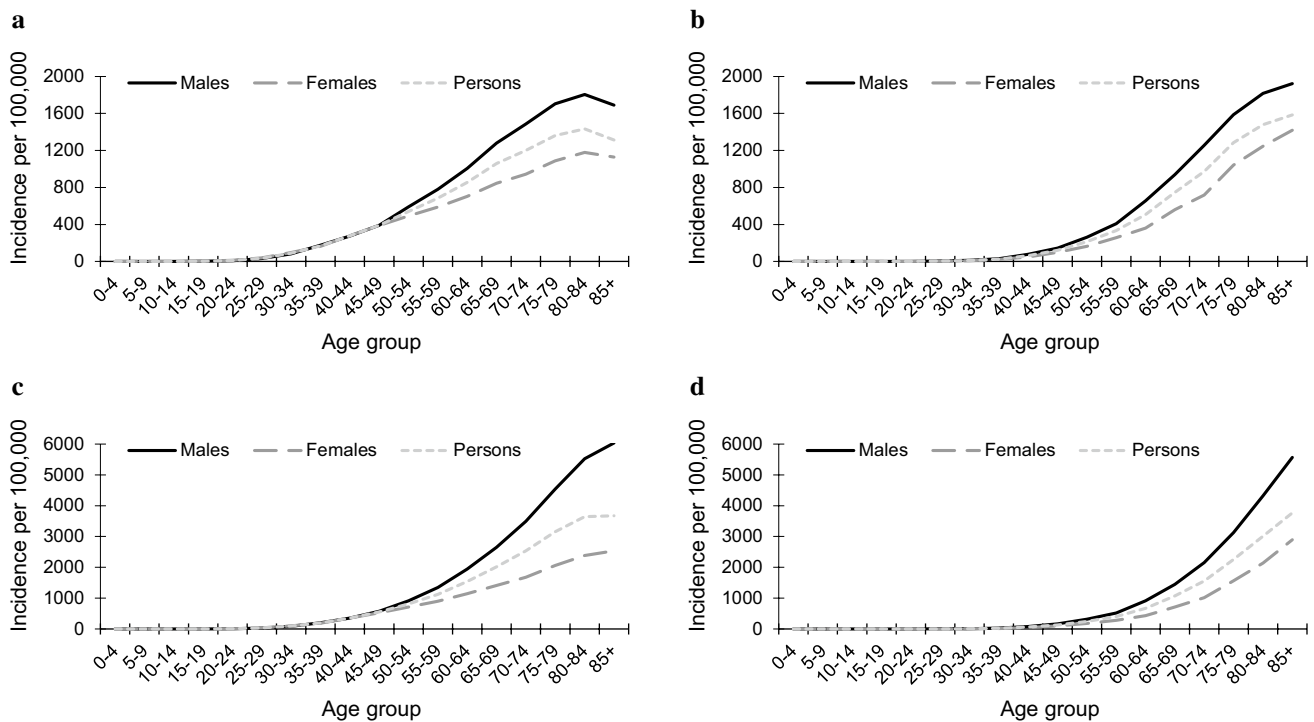 a
Males Females Persons
Incidence per 100,000
2000
1600
1200
800
400
0
0-4 5-9 10-14 15-19 20-24 25-29 30-34 35-39 40-44 45-49 50-54 55-59 60-64 65-69 70-74 75-79 80-84 85+
Age group
b
Males Females Persons
Incidence per 100,000
2000
1600
1200
800
400
0
0-4 5-9 10-14 15-19 20-24 25-29 30-34 35-39 40-44 45-49 50-54 55-59 60-64 65-69 70-74 75-79 80-84 85+
Age group
c
Males Females Persons
Incidence per 100,000
6000
5000
4000
3000
2000
1000
0
0-4 5-9 10-14 15-19 20-24 25-29 30-34 35-39 40-44 45-49 50-54 55-59 60-64 65-69 70-74 75-79 80-84 85+
Age group
d
Males Females Persons
Incidence per 100,000
6000
5000
4000
3000
2000
1000
0
0-4 5-9 10-14 15-19 20-24 25-29 30-34 35-39 40-44 45-49 50-54 55-59 60-64 65-69 70-74 75-79 80-84 85+
Age group